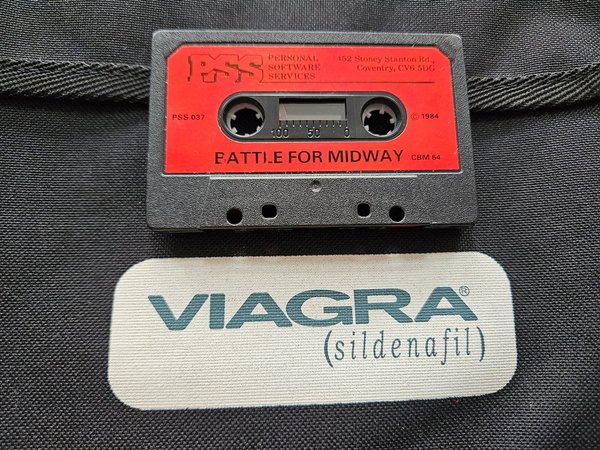 PSS PERSONAL SOFTWARE SERVICES
452 Stoney Stanton Rd.,
Coventry, CV6 5DG
PSS 037
© 1984
100 50 0
BATTLE FOR MIDWAY CBM 64
VIAGRA®
(sildenafil)